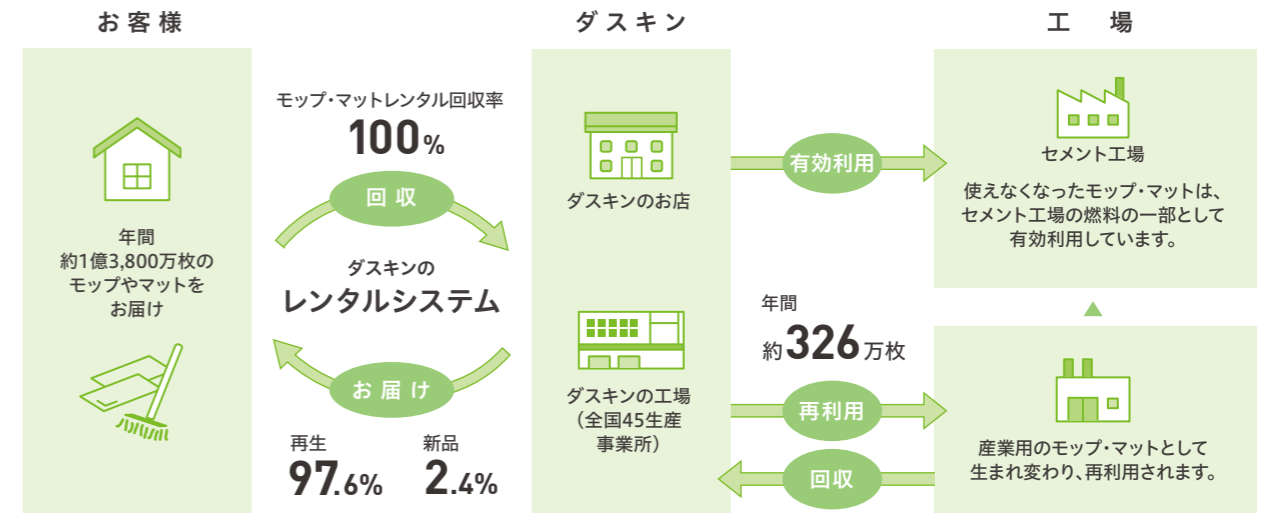 お客様
年間
約1億3,800万枚の
モップやマットを
お届け
モップ・マットレンタル回収率
100%
回収
ダスキンの
レンタルシステム
お届け
再生
97.6%
新品
2.4%
ダスキン
ダスキンのお店
ダスキンの工場
（全国45生産
事業所）
有効利用
年間
約326万枚
再利用
回収
工場
セメント工場
使えなくなったモップ・マットは、
セメント工場の燃料の一部として
有効利用しています。
産業用のモップ・マットとして
生まれ変わり、再利用されます。